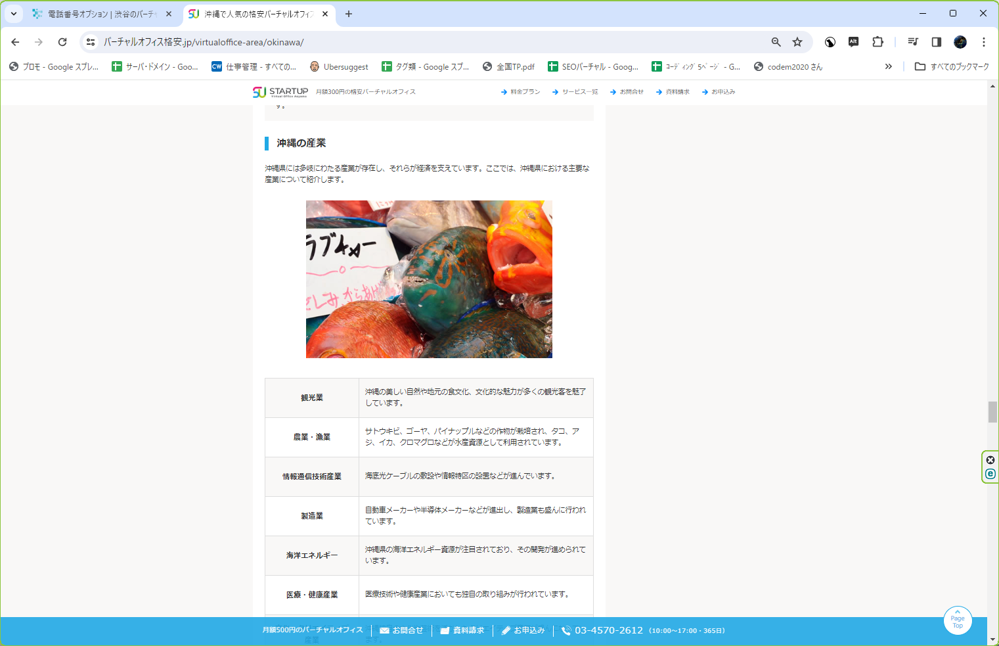 電話番号オプション | 渋谷のバーチ
沖縄で人気の格安バーチャルオフィス
バーチャルオフィス格安.jp/virtualoffice-area/okinawa/
プロモ - Google スプレ...
サーバ・ドメイン - Goo...
CW 仕事管理 - すべての...
Ubersuggest
タグ類 - Google スプ...
全国TP.pdf
SEOバーチャル - Goog...
ｺｰﾃﾞｨﾝｸﾞ 5ﾍﾟｰｼﾞ - G...
codem2020 さん
»
すべてのブックマーク
SU STARTUP
Virtual Office Aoyama
月額300円の格安バーチャルオフィス
料金プラン
サービス一覧
お問合せ
資料請求
お申込み
す。
沖縄の産業
沖縄県には多岐にわたる産業が存在し、それらが経済を支えています。ここでは、沖縄県における主要な
産業について紹介します。
ラブチャー
さしみ、からあげ
観光業
沖縄の美しい自然や地元の食文化、文化的な魅力が多くの観光客を魅了
しています。
農業・漁業
サトウキビ、ゴーヤ、パイナップルなどの作物が栽培され、タコ、ア
ジ、イカ、クロマグロなどが水産資源として利用されています。
情報通信技術産業
海底光ケーブルの敷設や情報特区の設置などが進んでいます。
製造業
自動車メーカーや半導体メーカーなどが進出し、製造業も盛んに行われ
ています。
海洋エネルギー
沖縄県の海洋エネルギー資源が注目されており、その開発が進められて
います。
医療・健康産業
医療技術や健康産業においても独自の取り組みが行われています。
産業
ます。
月額500円のバーチャルオフィス
お問合せ
資料請求
お申込み
03-4570-2612 （10:00〜17:00・365日）
Page
Top